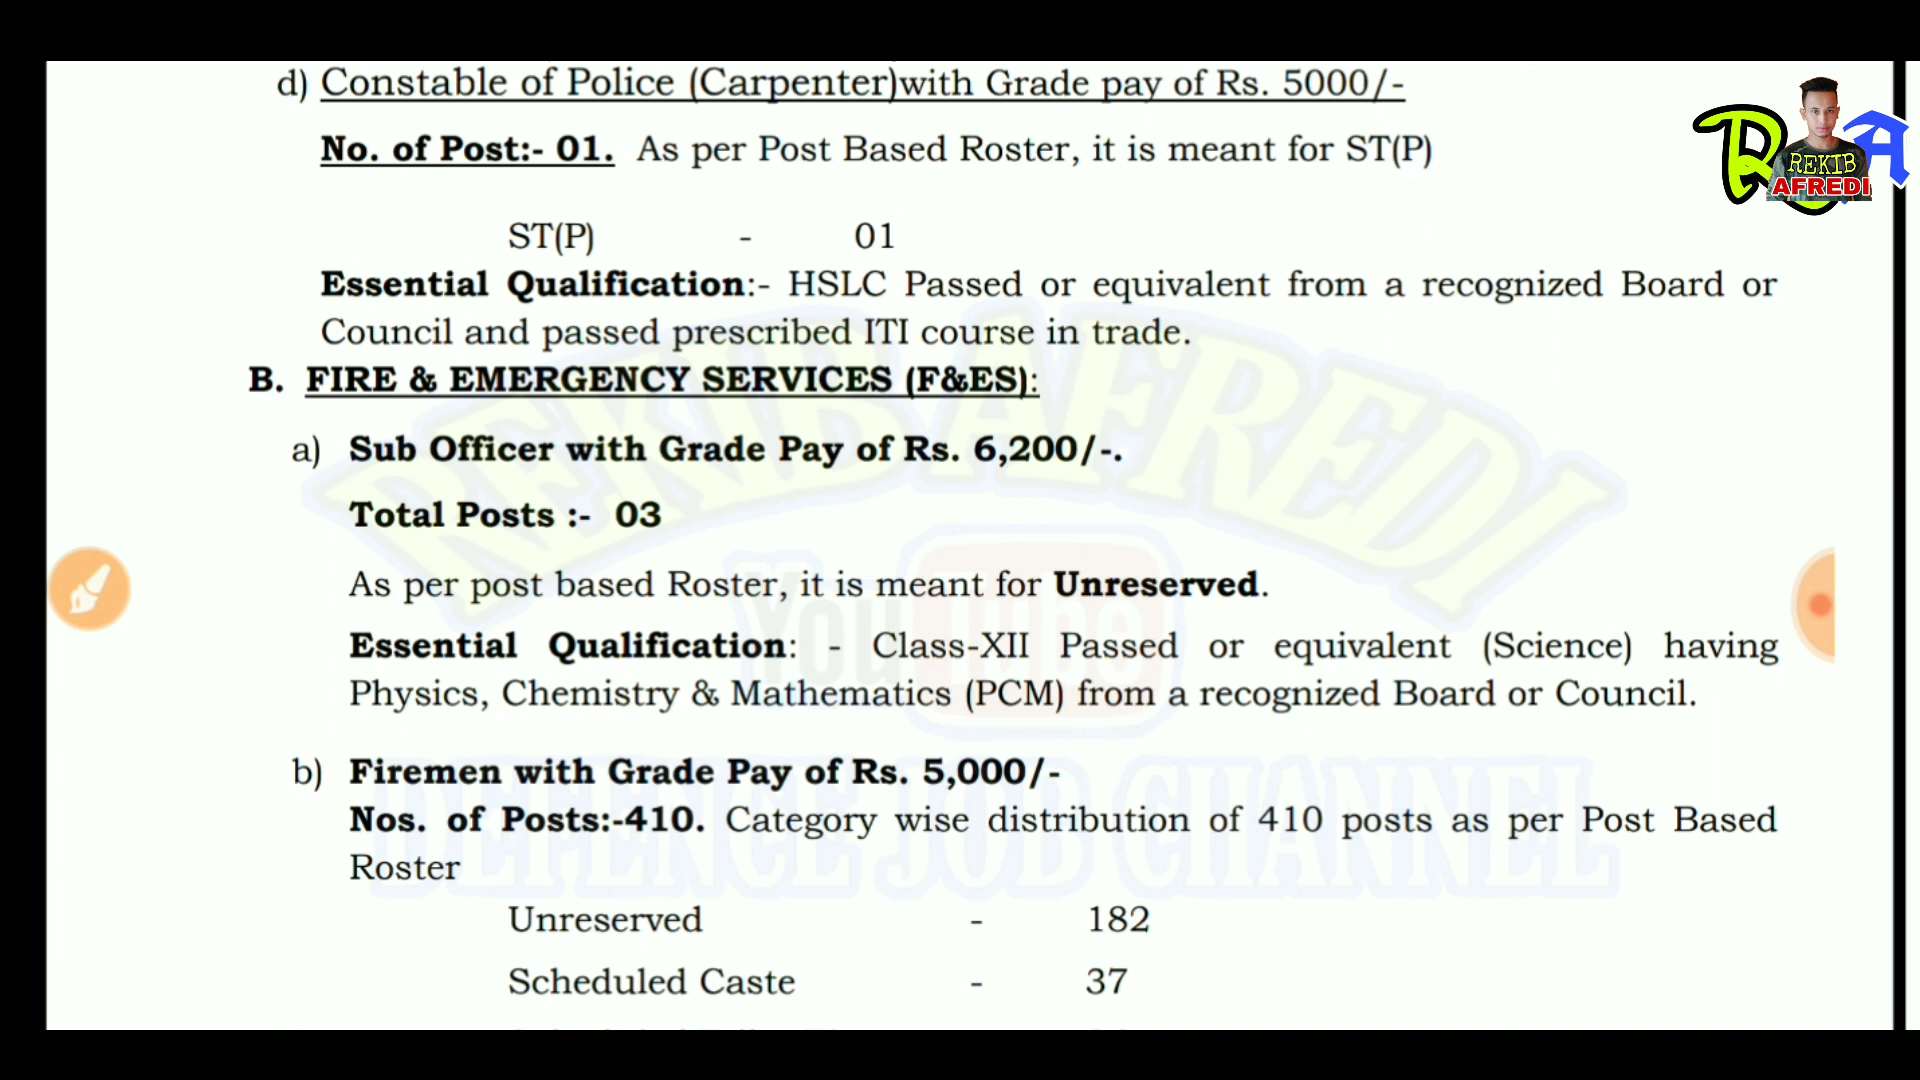 d) Constable of Police (Carpenter)with Grade pay of Rs. 5000/-
No. of Post:- 01. As per Post Based Roster, it is meant for ST(P)
ST(P) - 01
Essential Qualification:- HSLC Passed or equivalent from a recognized Board or
Council and passed prescribed ITI course in trade.
B. FIRE & EMERGENCY SERVICES (F&ES):
a) Sub Officer with Grade Pay of Rs. 6,200/-.
Total Posts :- 03
As per post based Roster, it is meant for Unreserved.
Essential Qualification: - Class-XII Passed or equivalent (Science) having
Physics, Chemistry & Mathematics (PCM) from a recognized Board or Council.
b) Firemen with Grade Pay of Rs. 5,000/-
Nos. of Posts:-410. Category wise distribution of 410 posts as per Post Based
Roster
Unreserved - 182
Scheduled Caste - 37
R A
REKIB
AFREDI
REKIB AFREDI
YouTube
DEFENCE JOB CHANNEL